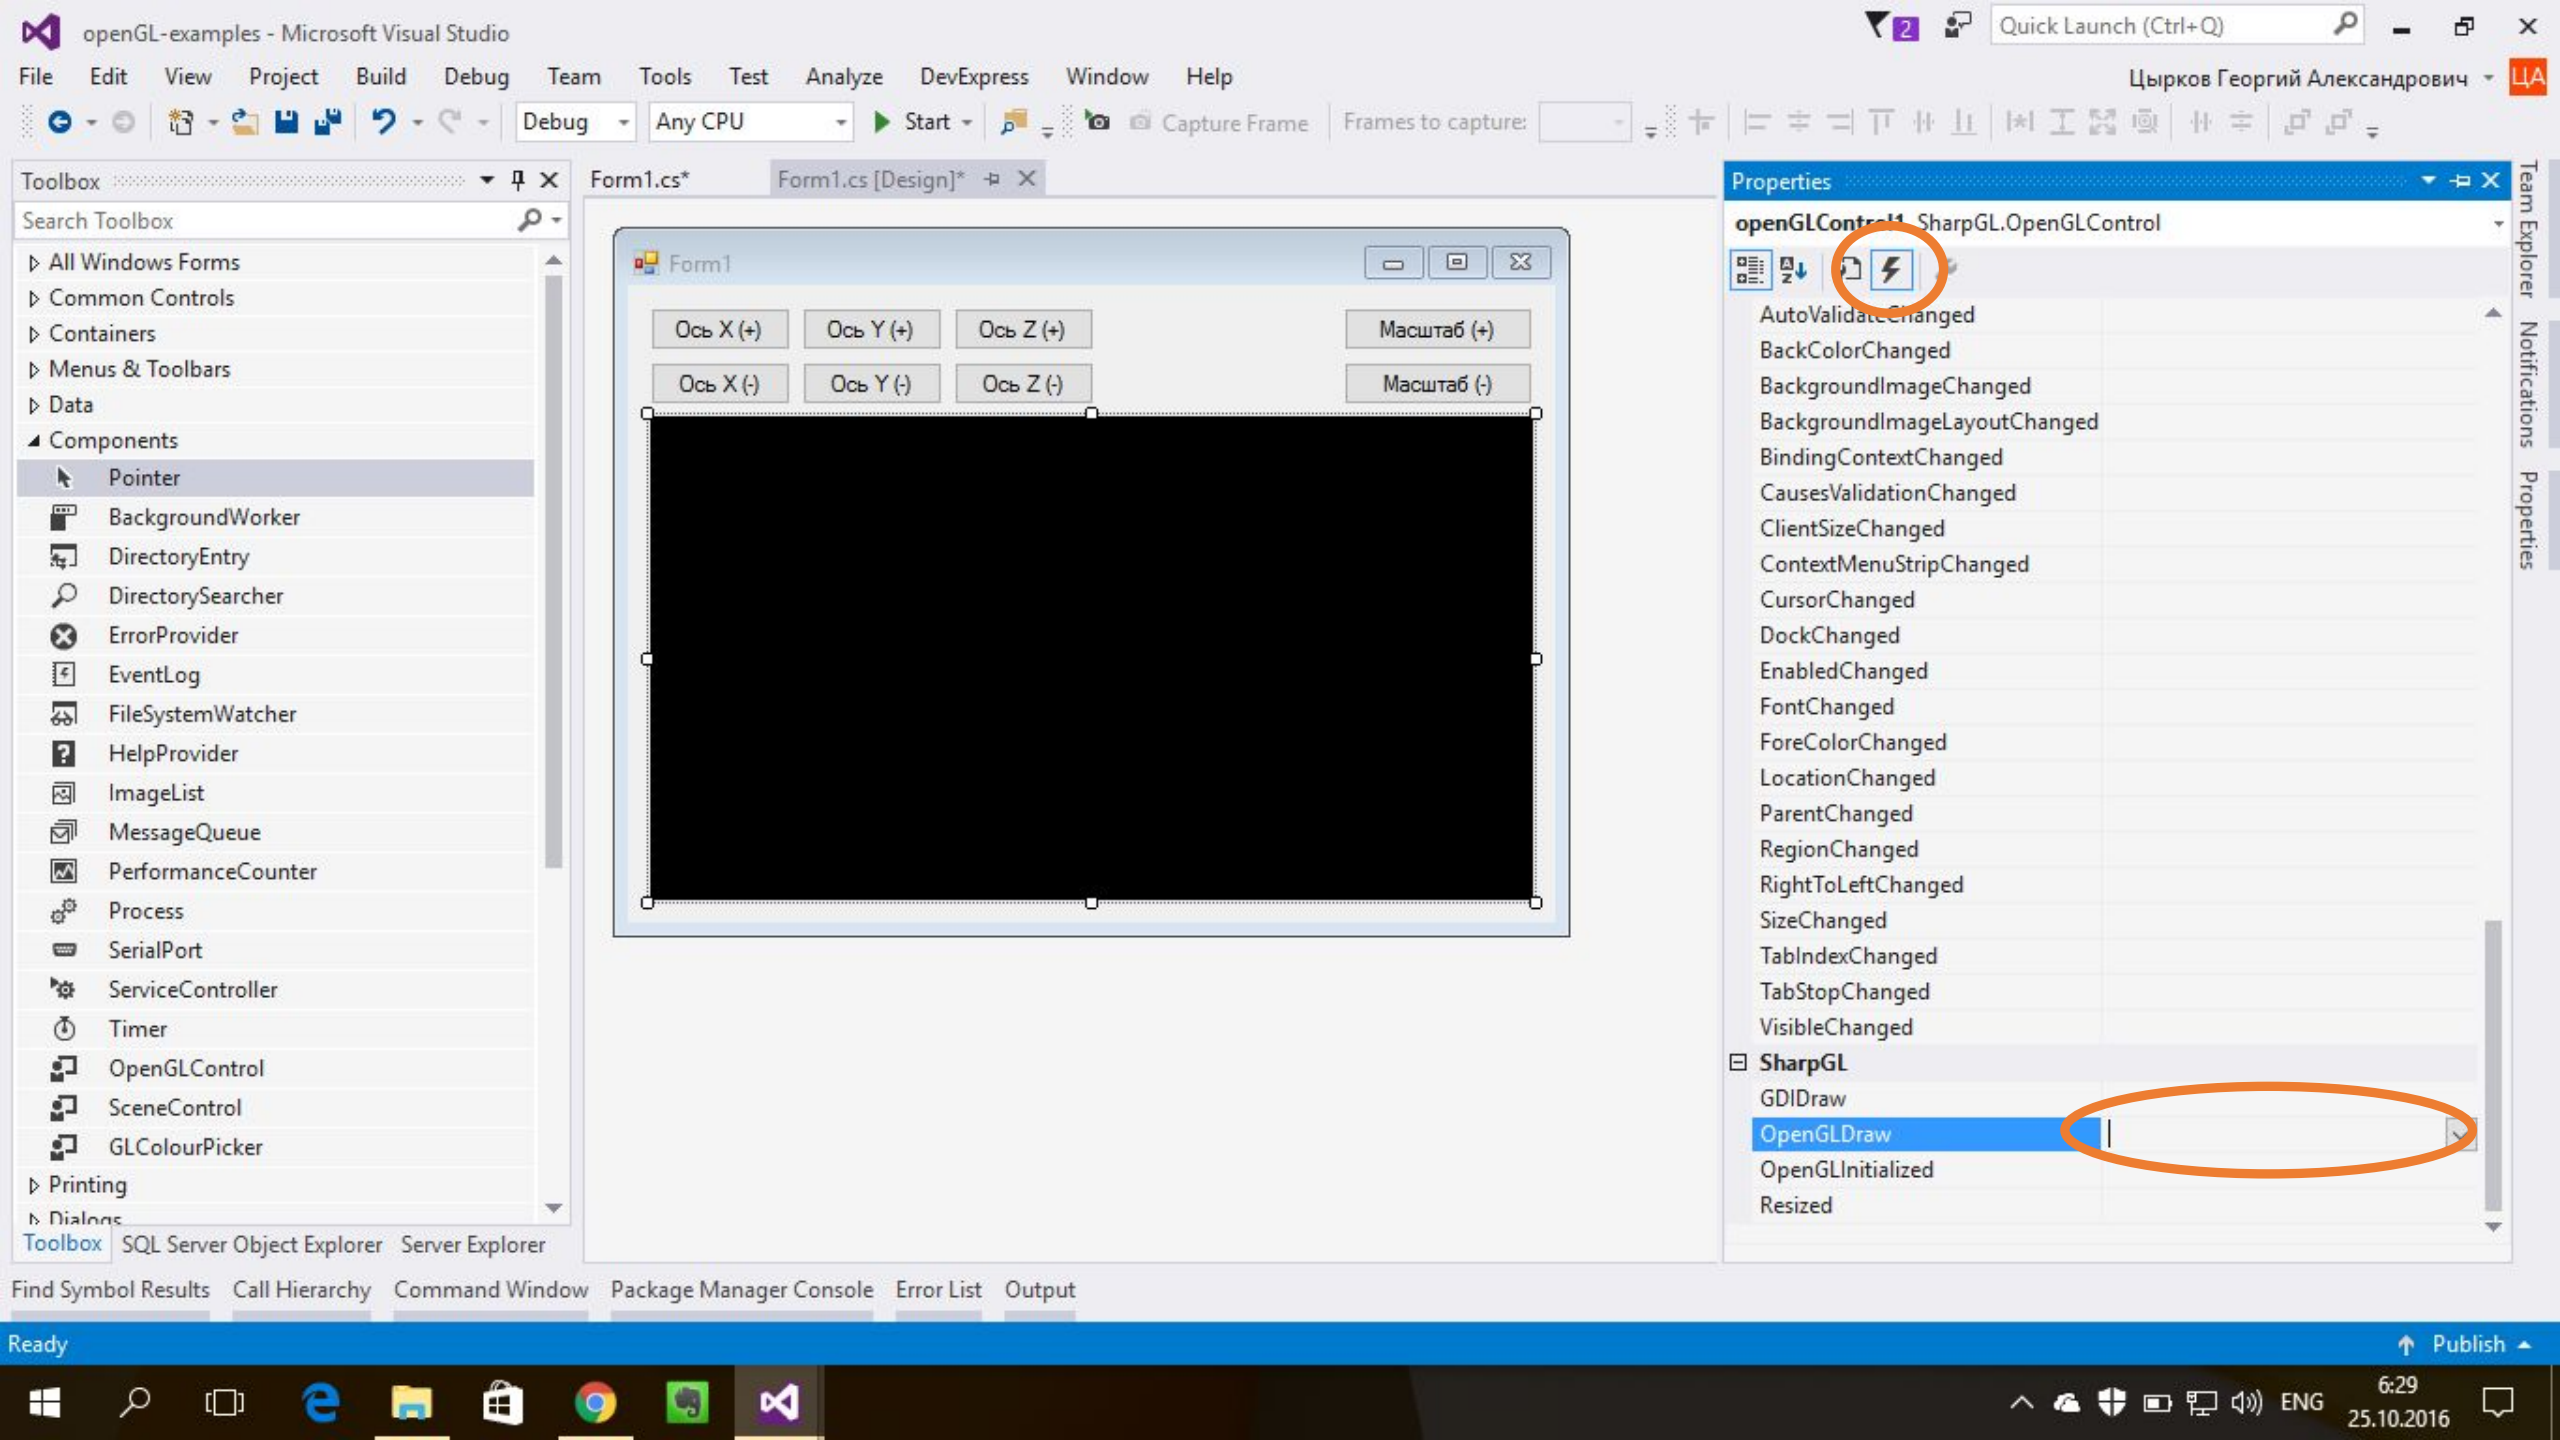 openGL-examples - Microsoft Visual Studio
2
Quick Launch (Ctrl+Q)
File Edit View Project Build Debug Team Tools Test Analyze DevExpress Window Help
Цырков Георгий Александрович ЦА
Debug Any CPU Start Capture Frame Frames to capture:
Toolbox
Search Toolbox
All Windows Forms
Common Controls
Containers
Menus & Toolbars
Data
Components
Pointer
BackgroundWorker
DirectoryEntry
DirectorySearcher
ErrorProvider
EventLog
FileSystemWatcher
HelpProvider
ImageList
MessageQueue
PerformanceCounter
Process
SerialPort
ServiceController
Timer
OpenGLControl
SceneControl
GLColourPicker
Printing
Dialogs
Toolbox SQL Server Object Explorer Server Explorer
Form1.cs* Form1.cs [Design]*
Form1
Ось X (+) Ось Y (+) Ось Z (+) Масштаб (+)
Ось X (-) Ось Y (-) Ось Z (-) Масштаб (-)
Properties
openGLControl1 SharpGL.OpenGLControl
AutoValidateChanged
BackColorChanged
BackgroundImageChanged
BackgroundImageLayoutChanged
BindingContextChanged
CausesValidationChanged
ClientSizeChanged
ContextMenuStripChanged
CursorChanged
DockChanged
EnabledChanged
FontChanged
ForeColorChanged
LocationChanged
ParentChanged
RegionChanged
RightToLeftChanged
SizeChanged
TabIndexChanged
TabStopChanged
VisibleChanged
SharpGL
GDIDraw
OpenGLDraw
OpenGLInitialized
Resized
Team Explorer
Notifications
Properties
Find Symbol Results Call Hierarchy Command Window Package Manager Console Error List Output
Ready
Publish
ENG
6:29
25.10.2016